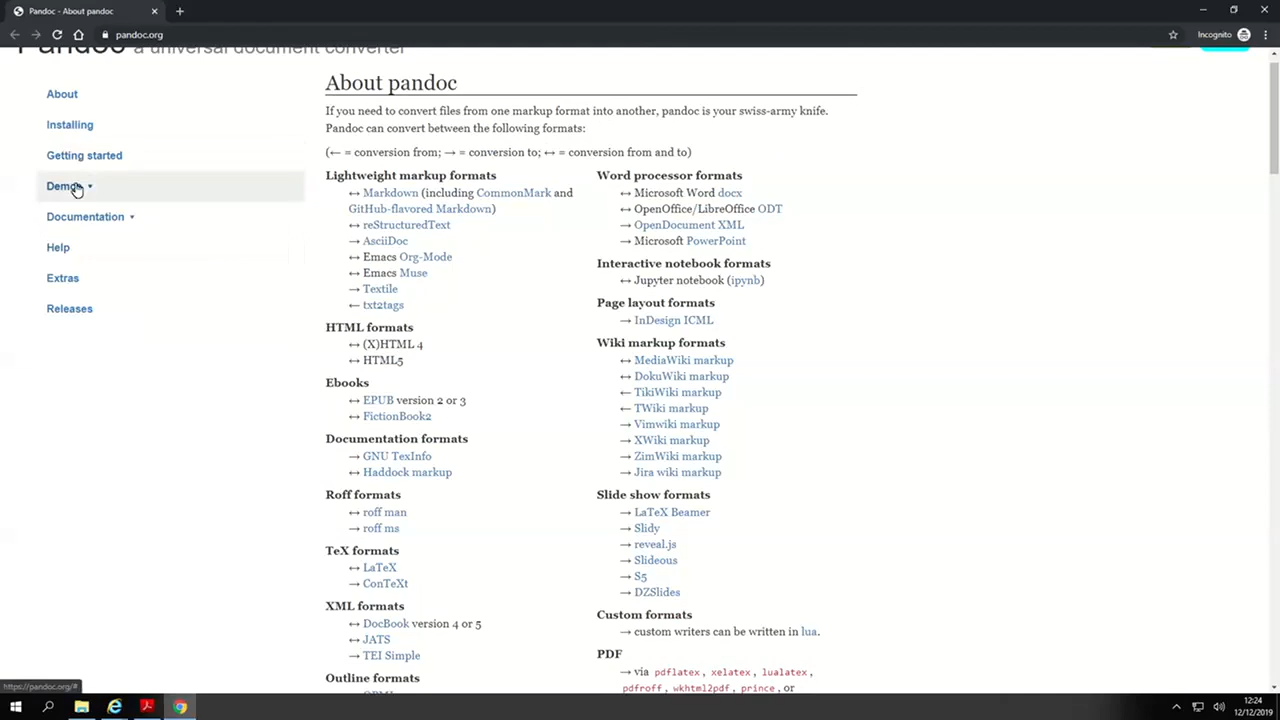 Pandoc - About pandoc
pandoc.org
Incognito
Pandoc a universal document converter
About
Installing
Getting started
Demos
Documentation
Help
Extras
Releases
About pandoc
If you need to convert files from one markup format into another, pandoc is your swiss-army knife.
Pandoc can convert between the following formats:
(← = conversion from; → = conversion to; ↔ = conversion from and to)
Lightweight markup formats
↔ Markdown (including CommonMark and
GitHub-flavored Markdown)
↔ reStructuredText
→ AsciiDoc
↔ Emacs Org-Mode
↔ Emacs Muse
→ Textile
← txt2tags
HTML formats
↔ (X)HTML 4
↔ HTML5
Ebooks
↔ EPUB version 2 or 3
↔ FictionBook2
Documentation formats
→ GNU TexInfo
↔ Haddock markup
Roff formats
↔ roff man
→ roff ms
TeX formats
↔ LaTeX
→ ConTeXt
XML formats
↔ DocBook version 4 or 5
↔ JATS
→ TEI Simple
Outline formats
Word processor formats
↔ Microsoft Word docx
↔ OpenOffice/LibreOffice ODT
→ OpenDocument XML
→ Microsoft PowerPoint
Interactive notebook formats
↔ Jupyter notebook (ipynb)
Page layout formats
→ InDesign ICML
Wiki markup formats
↔ MediaWiki markup
↔ DokuWiki markup
← TikiWiki markup
← TWiki markup
← Vimwiki markup
→ XWiki markup
→ ZimWiki markup
→ Jira wiki markup
Slide show formats
→ LaTeX Beamer
→ Slidy
→ reveal.js
→ Slideous
→ S5
→ DZSlides
Custom formats
→ custom writers can be written in lua.
PDF
→ via pdflatex, xelatex, lualatex,
pdfroff, wkhtml2pdf, prince, or
https://pandoc.org/#
12:24
12/12/2019